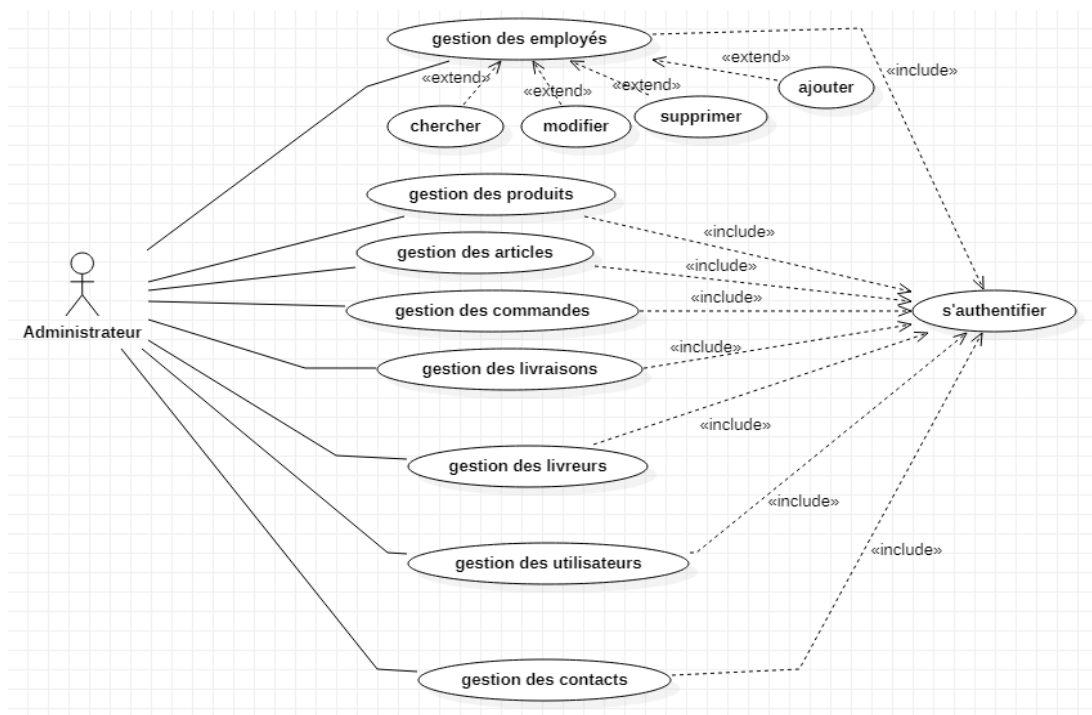 gestion des employés
«extend»
«extend»
«extend»
«extend»
«include»
chercher
modifier
supprimer
ajouter
gestion des produits
«include»
gestion des articles
«include»
gestion des commandes
«include»
s'authentifier
Administrateur
gestion des livraisons
«include»
gestion des livreurs
«include»
gestion des utilisateurs
«include»
gestion des contacts
«include»